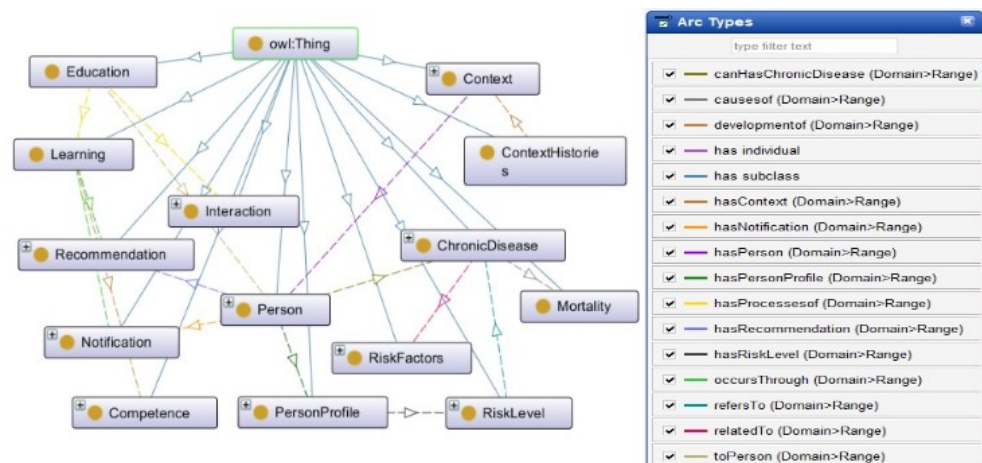 owl:Thing
Education
Context
Learning
ContextHistorie
s
Interaction
Recommendation
ChronicDisease
Person
Mortality
Notification
RiskFactors
Competence
PersonProfile
RiskLevel
Arc Types
type filter text
canHasChronicDisease (Domain>Range)
causesof (Domain>Range)
developmentof (Domain>Range)
has individual
has subclass
hasContext (Domain>Range)
hasNotification (Domain>Range)
hasPerson (Domain>Range)
hasPersonProfile (Domain>Range)
hasProcessesof (Domain>Range)
hasRecommendation (Domain>Range)
hasRiskLevel (Domain>Range)
occursThrough (Domain>Range)
refersTo (Domain>Range)
relatedTo (Domain>Range)
toPerson (Domain>Range)